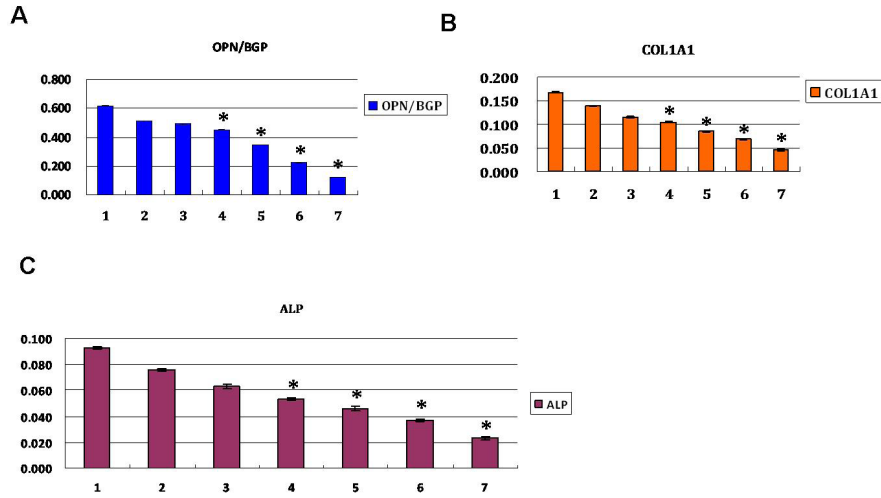 A
OPN/BGP
0.800
0.600
0.400
0.200
0.000
* * * *
1 2 3 4 5 6 7
OPN/BGP
B
COL1A1
0.200
0.150
0.100
0.050
0.000
* * * *
1 2 3 4 5 6 7
COL1A1
C
ALP
0.100
0.080
0.060
0.040
0.020
0.000
* * * *
1 2 3 4 5 6 7
ALP